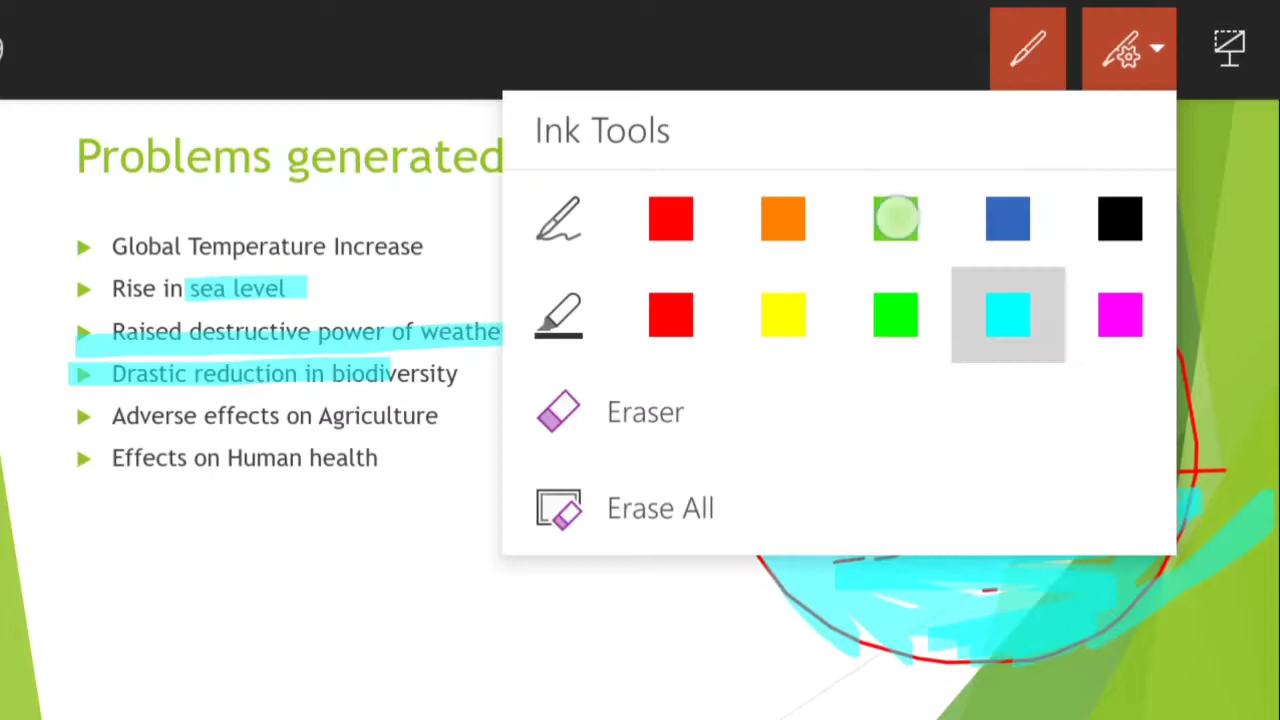 Ink Tools
Problems generated
Global Temperature Increase
Rise in sea level
Raised destructive power of weathe
Drastic reduction in biodiversity
Adverse effects on Agriculture
Effects on Human health
Eraser
Erase All